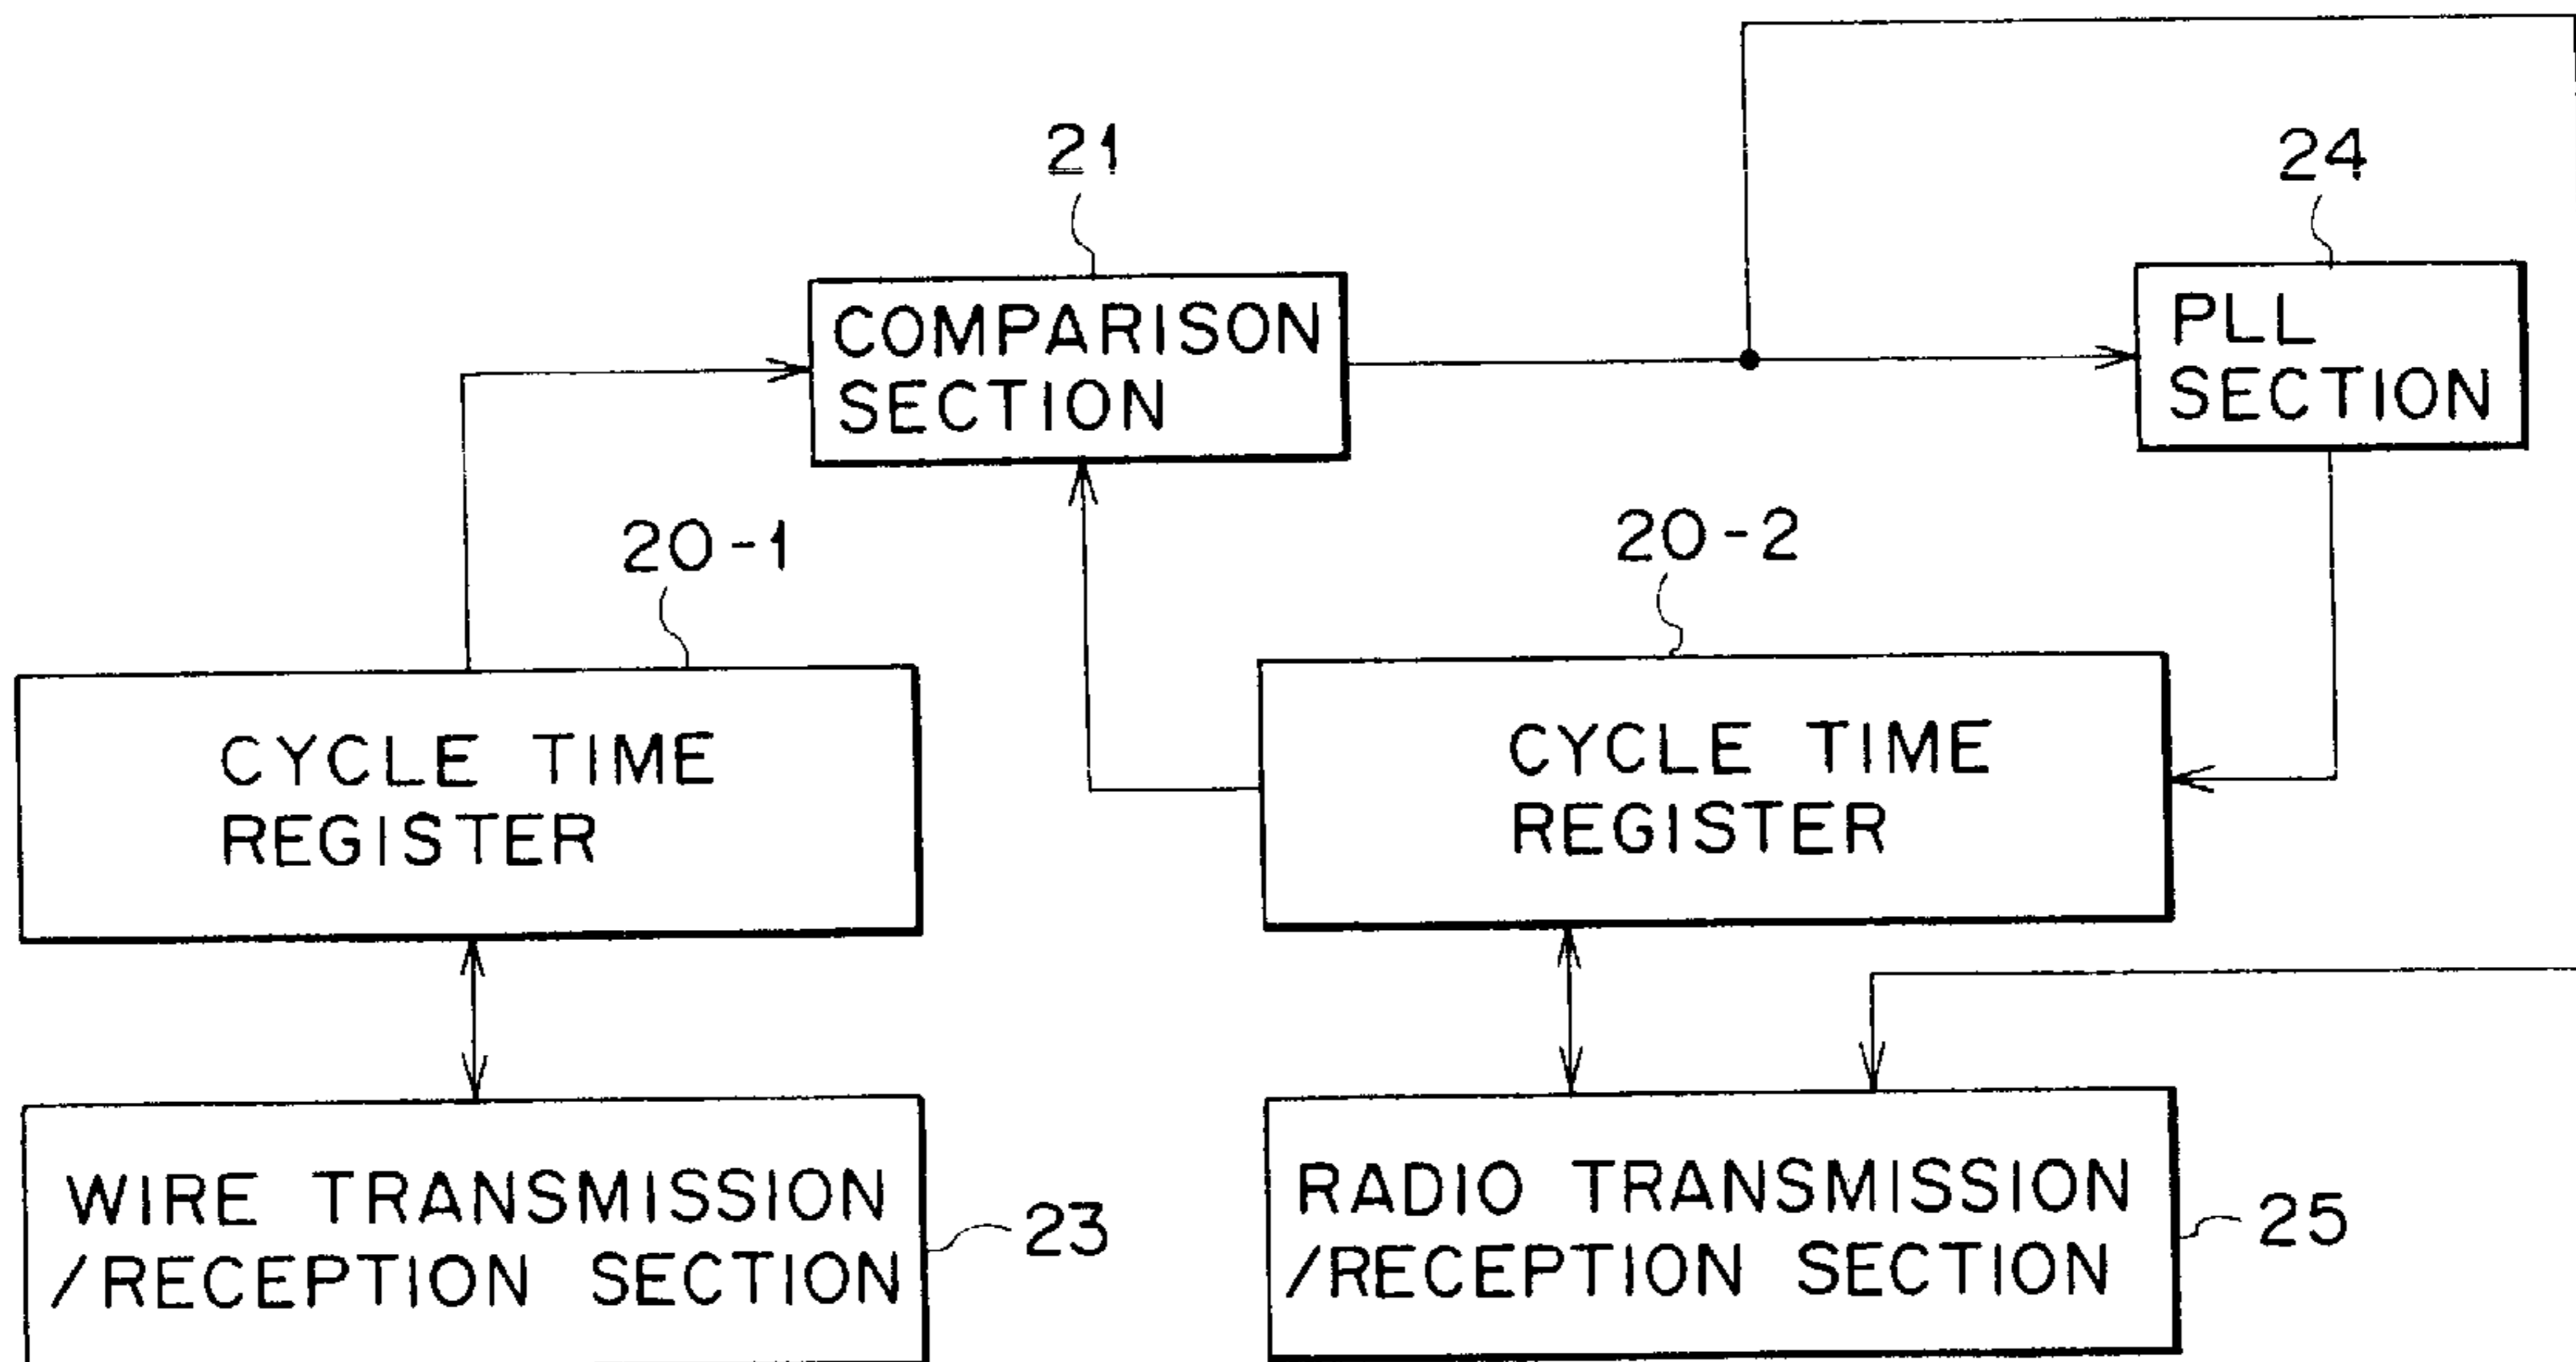 21
24
COMPARISON
SECTION
PLL
SECTION
20-1
20-2
CYCLE TIME
REGISTER
CYCLE TIME
REGISTER
WIRE TRANSMISSION
/RECEPTION SECTION
23
RADIO TRANSMISSION
/RECEPTION SECTION
25